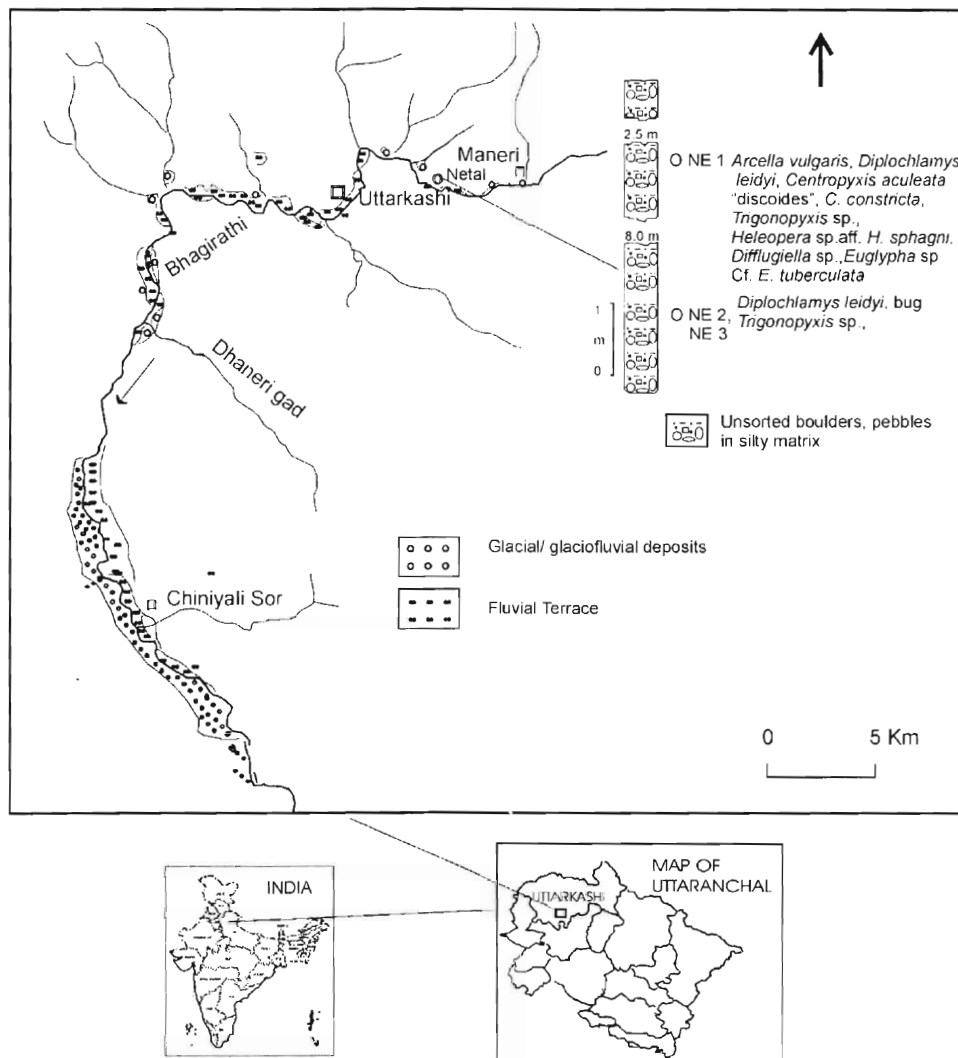 Maneri
Netal
Uttarkashi
Bhagirathi
Dhaneri gad
Chiniyali Sor
2.5 m
O NE 1 Arcella vulgaris, Diplochlamys
leidyi, Centropyxis aculeata
"discoides", C. constricta,
Trigonopyxis sp.,
Heleopera sp.aff. H. sphagni.
Difflugiella sp.,Euglypha sp
Cf. E. tuberculata
8.0 m
1
m
0
O NE 2, Diplochlamys leidyi, bug
NE 3 Trigonopyxis sp.,
Unsorted boulders, pebbles
in silty matrix
Glacial/ glaciofluvial deposits
Fluvial Terrace
0 5 Km
INDIA
MAP OF
UTTARANCHAL
UTTARKASHI